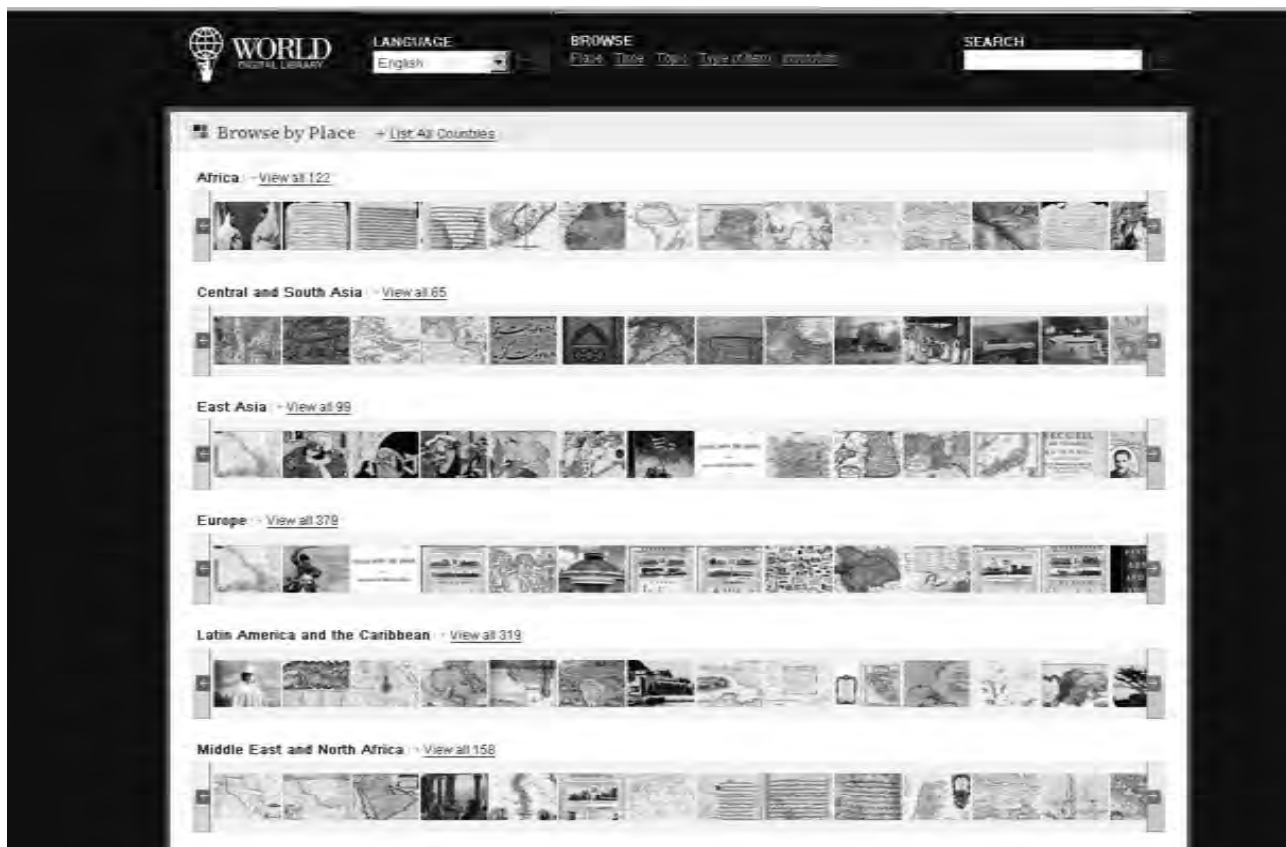 WORLD
DIGITAL LIBRARY
LANGUAGE
English
BROWSE
Place Time Topic Type of Item Institution
SEARCH
Browse by Place List All Countries
Africa View all 122
Central and South Asia View all 65
East Asia View all 99
Europe View all 379
Latin America and the Caribbean View all 319
Middle East and North Africa View all 158